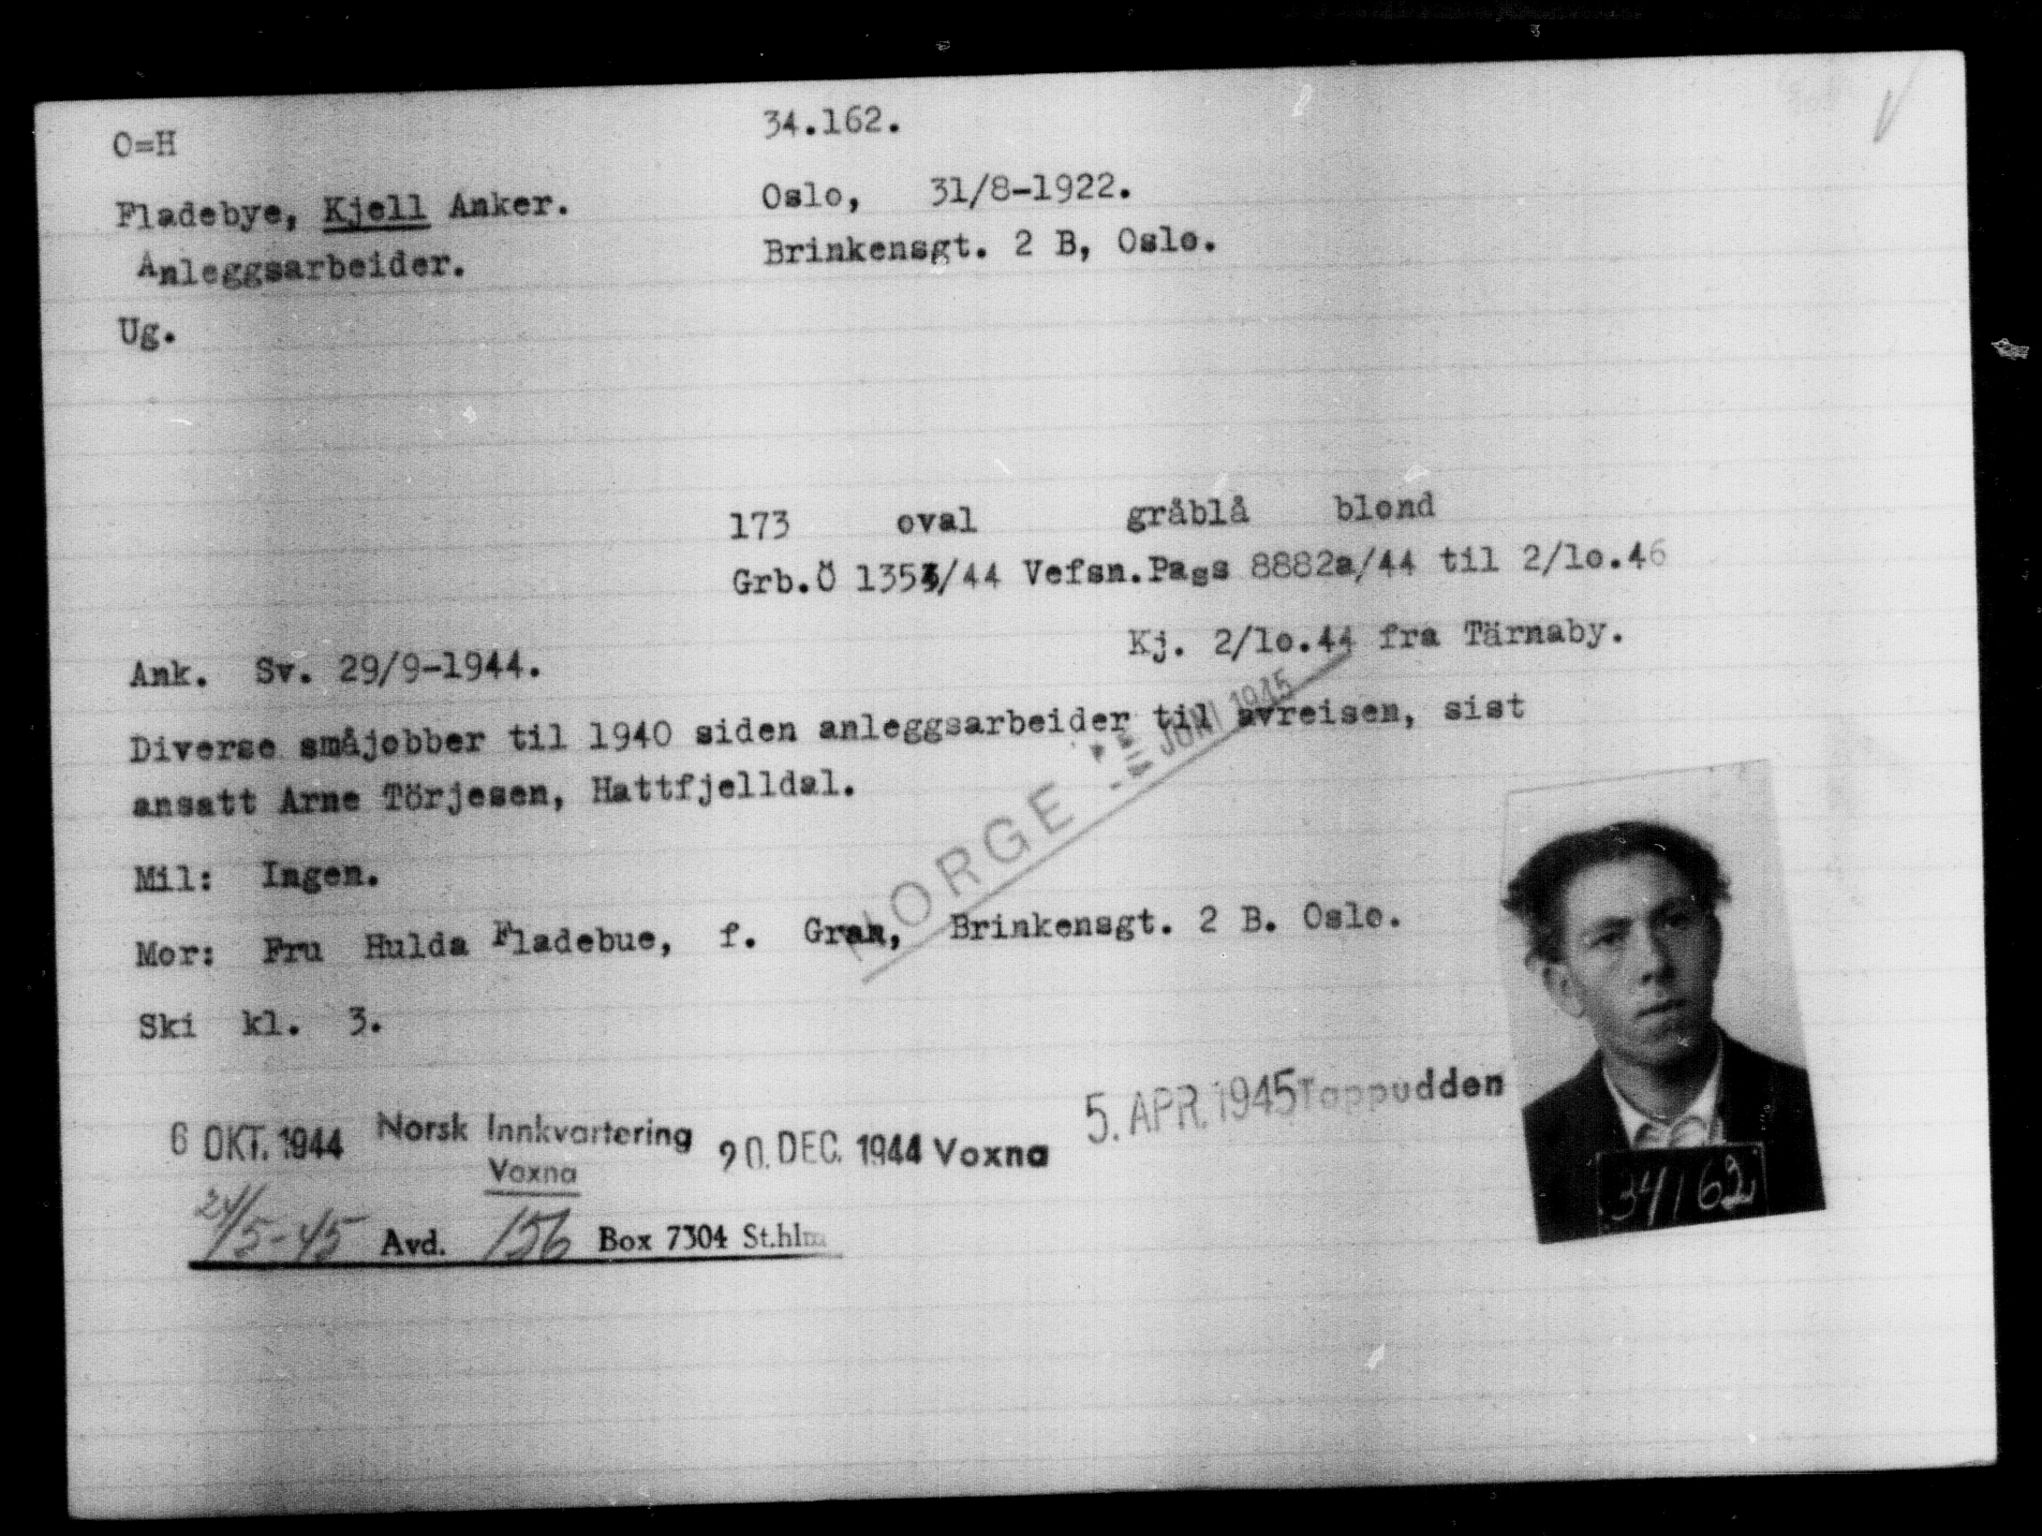 O=H
34.162.
Fladebye, Kjell Anker.
Oslo, 31/8-1922.
Anleggsarbeider.
Brinkensgt. 2 B, Oslo.
Ug.
173 oval gråblå blond
Grb.Ö /44 Vefsn.Pass 8882a/44 til 2/10.46
Ank. Sv. 29/9-1944.
Kj. 2/10.44 fra Tärnaby.
Diverse småjobber til 1940 siden anleggsarbeider til avreisen, sist
ansatt Arne Törjesen, Hattfjelldal.
NORGE JUNI 1945
Mil: Ingen.
Mor: Fru Hulda Fladebue, f. Gran, Brinkensgt. 2 B. Oslo.
Ski kl. 3.
6 OKT. 1944 Norsk Innkvartering
Voxna
20. DEC. 1944 Voxna
5. APR. 1945 Tappudden
24/5-45 Avd. 156 Box 7304 St.hlm
34162